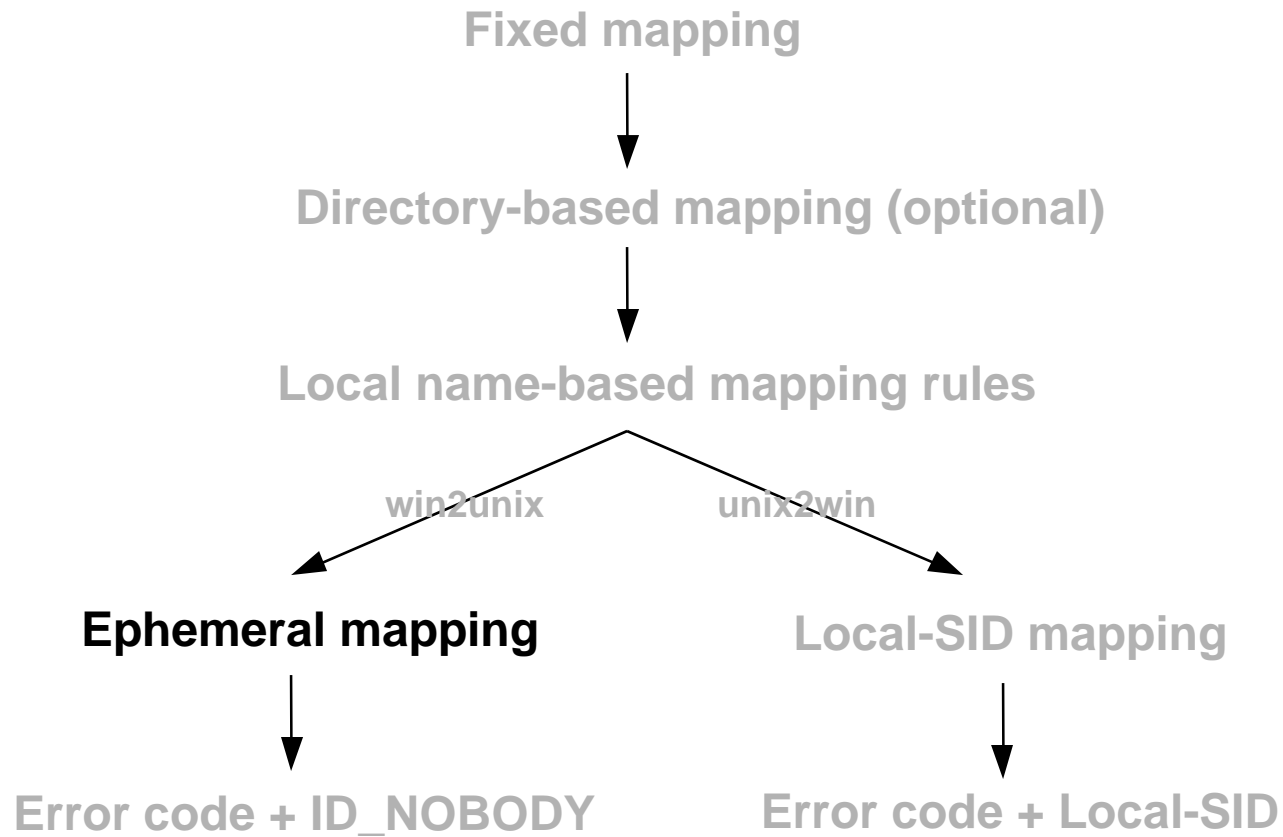 Fixed mapping
Directory-based mapping (optional)
Local name-based mapping rules
win2unix
unix2win
Ephemeral mapping
Local-SID mapping
Error code + ID_NOBODY
Error code + Local-SID